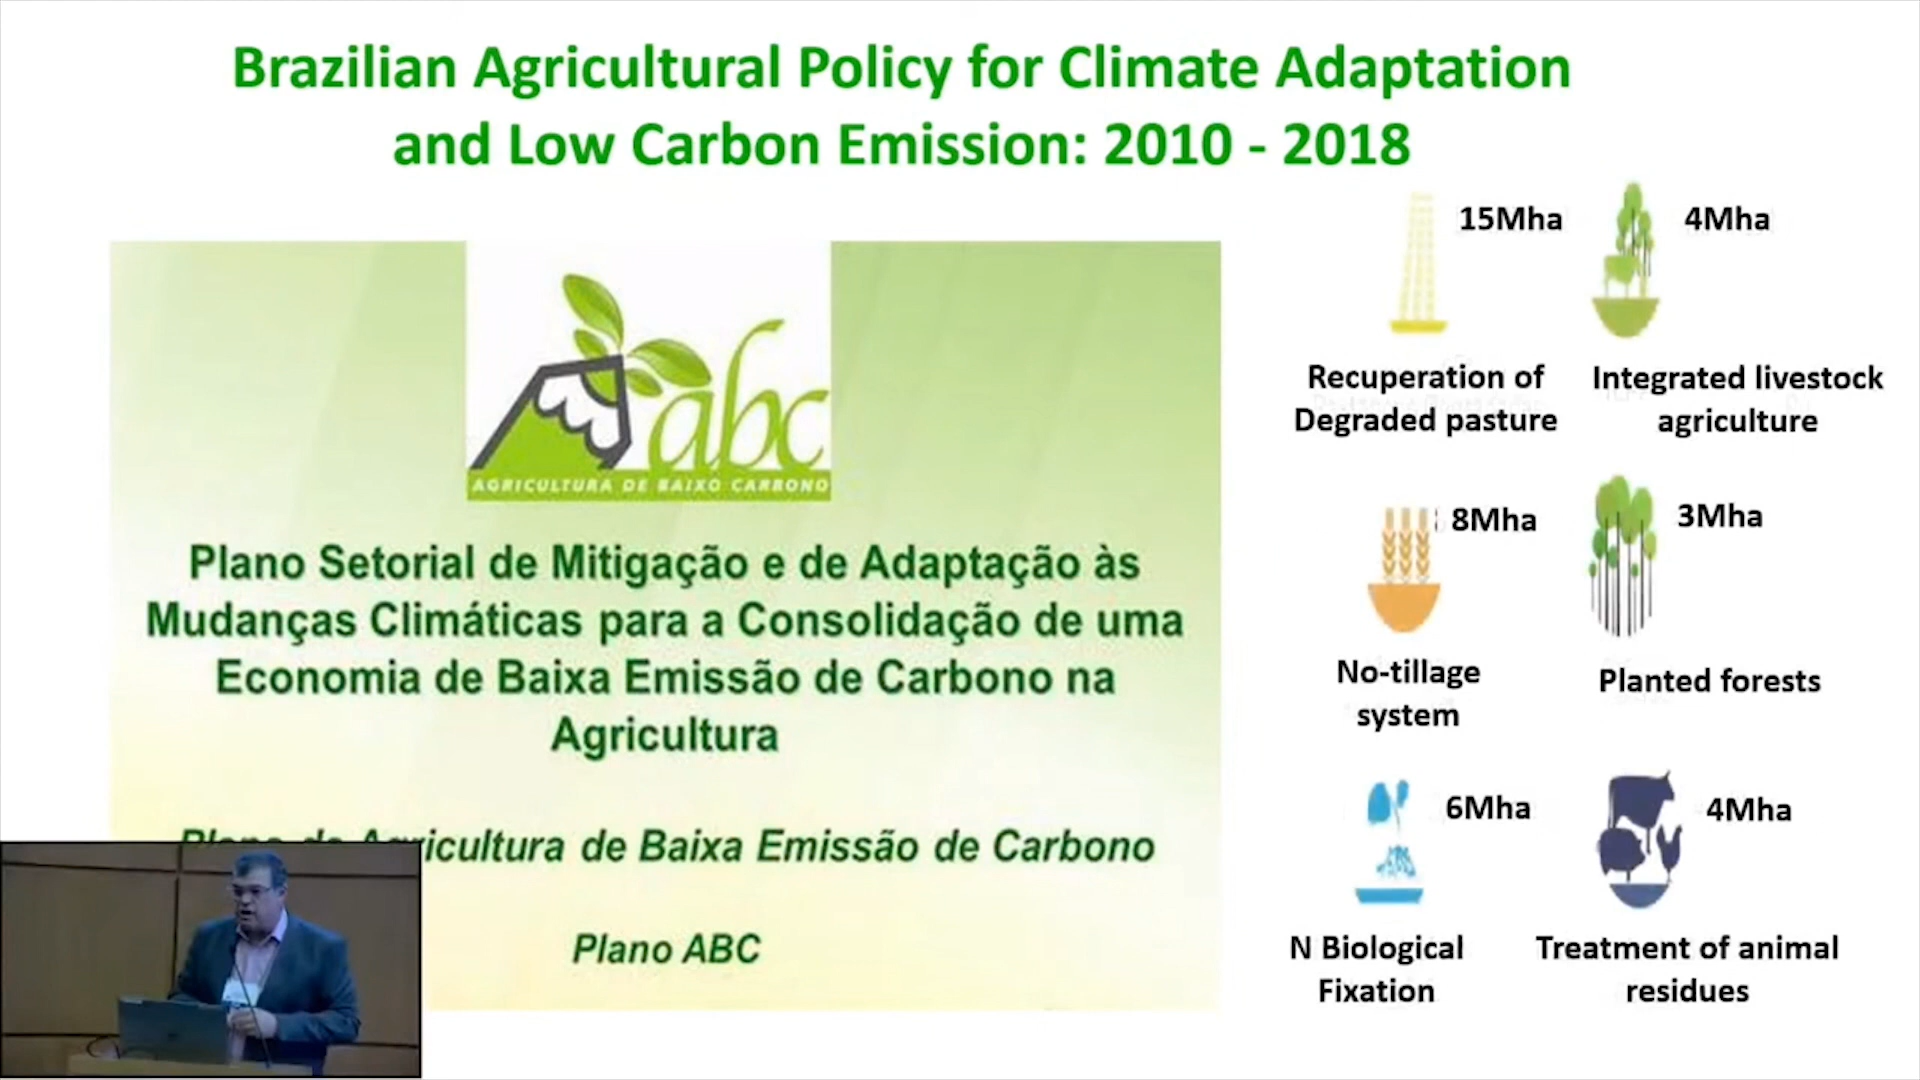 Brazilian Agricultural Policy for Climate Adaptation
and Low Carbon Emission: 2010 - 2018
abc
AGRICULTURA DE BAIXO CARBONO
Plano Setorial de Mitigação e de Adaptação às
Mudanças Climáticas para a Consolidação de uma
Economia de Baixa Emissão de Carbono na
Agricultura
Plano de Agricultura de Baixa Emissão de Carbono
Plano ABC
15Mha
4Mha
Recuperation of
Degraded pasture
Integrated livestock
agriculture
8Mha
3Mha
No-tillage
system
Planted forests
6Mha
4Mha
N Biological
Fixation
Treatment of animal
residues